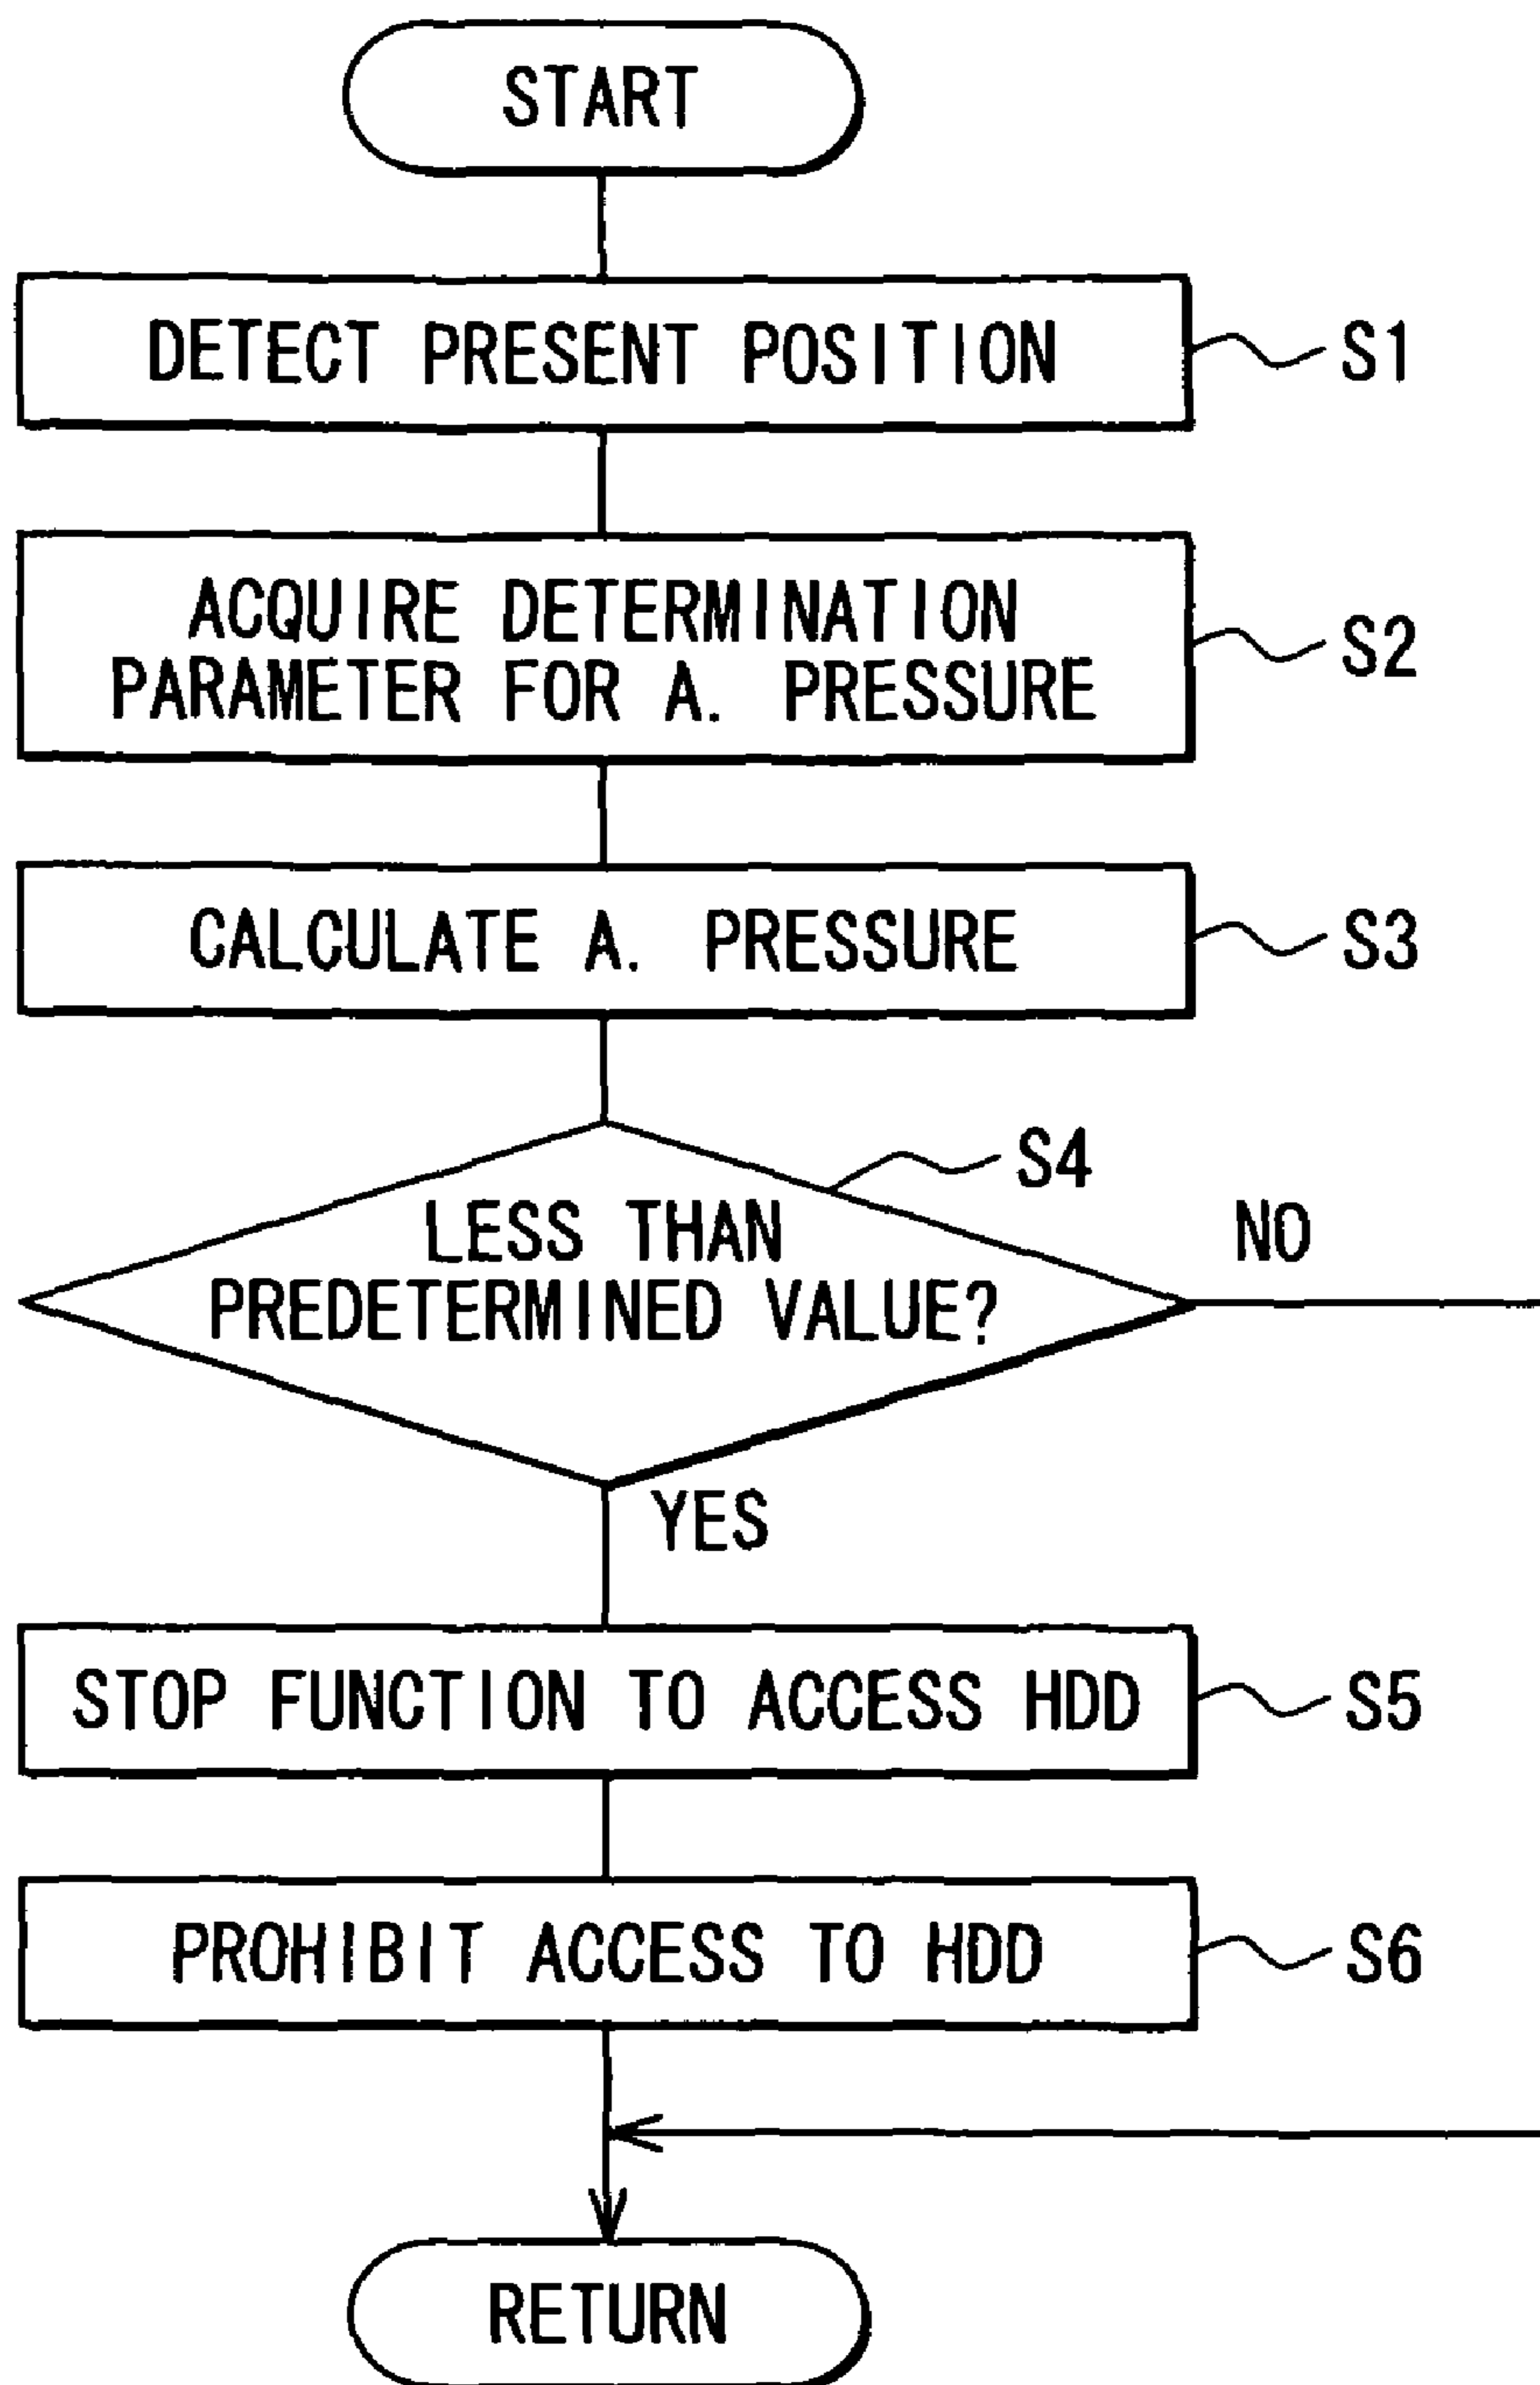 START
DETECT PRESENT POSITION
S1
ACQUIRE DETERMINATION
PARAMETER FOR A. PRESSURE
S2
CALCULATE A. PRESSURE
S3
S4
LESS THAN
PREDETERMINED VALUE?
NO
YES
STOP FUNCTION TO ACCESS HDD
S5
PROHIBIT ACCESS TO HDD
S6
RETURN